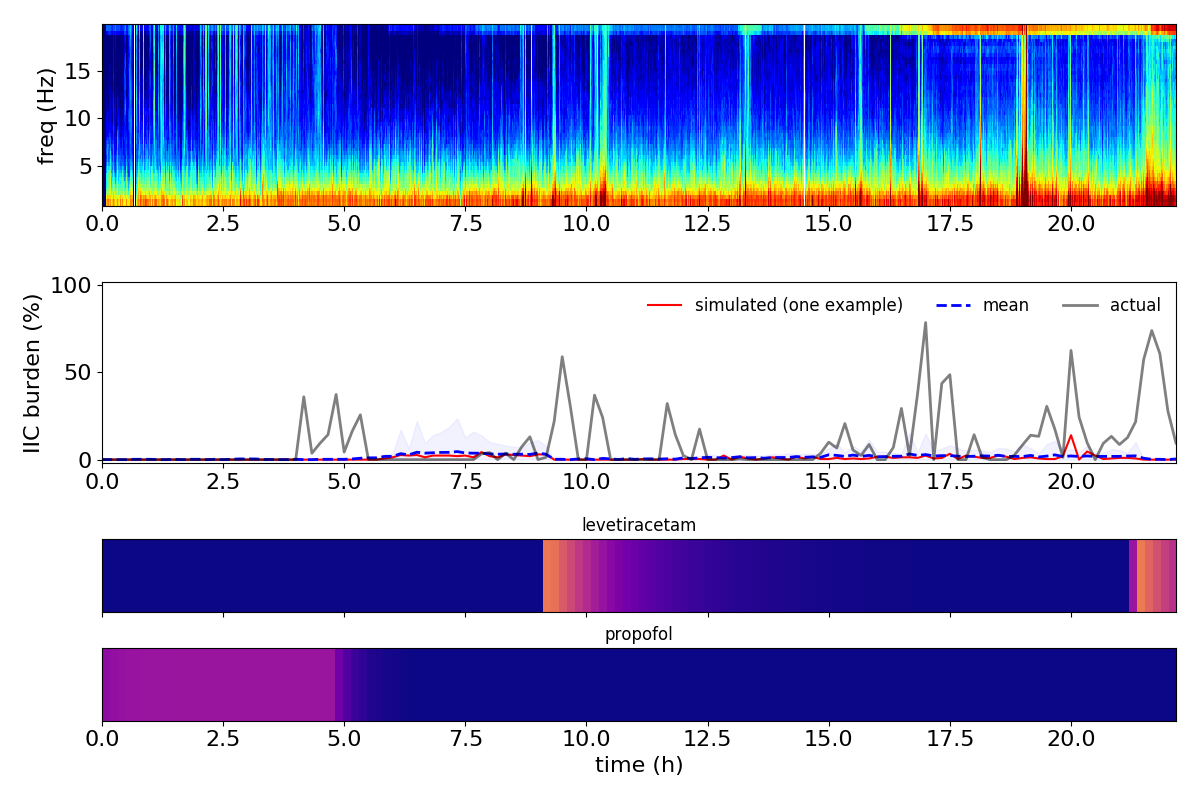 freq (Hz)
15
10
5
0.0 2.5 5.0 7.5 10.0 12.5 15.0 17.5 20.0
IIC burden (%)
100
50
0
simulated (one example) mean actual
0.0 2.5 5.0 7.5 10.0 12.5 15.0 17.5 20.0
levetiracetam
propofol
0.0 2.5 5.0 7.5 10.0 12.5 15.0 17.5 20.0
time (h)